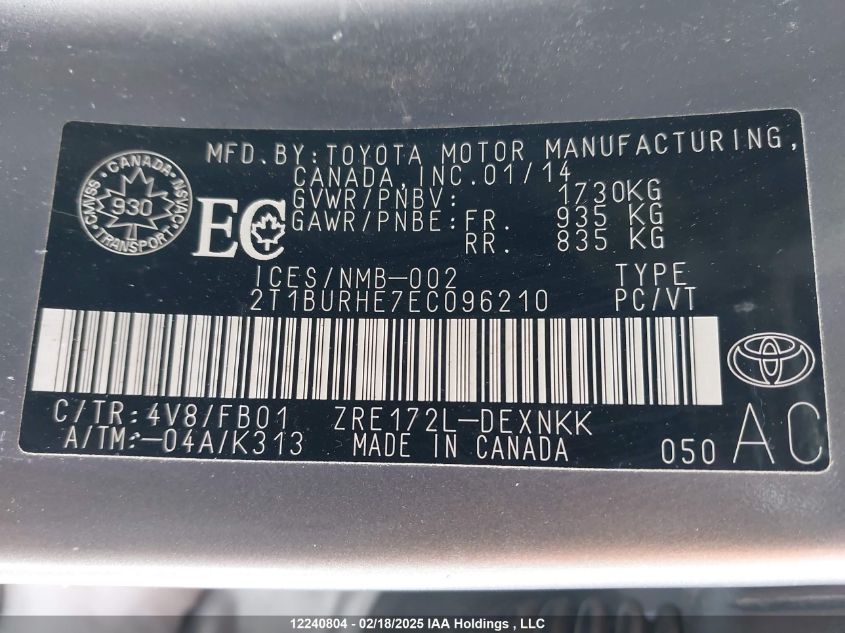 MFD.BY:TOYOTA MOTOR MANUFACTURING,
CANADA,INC.01/14
GVWR/PNBV: 1730KG
GAWR/PNBE:FR. 935 KG
RR. 835 KG
CANADA
CMVSS NSVAC
930
TRANSPORT
EC
ICES/NMB-002 TYPE
2T1BURHE7EC096210 PC/VT
C/TR:4V8/FB01 ZRE172L-DEXNKK
A/TM:-04A/K313 MADE IN CANADA 050 AC
12240804 - 02/18/2025 IAA Holdings , LLC